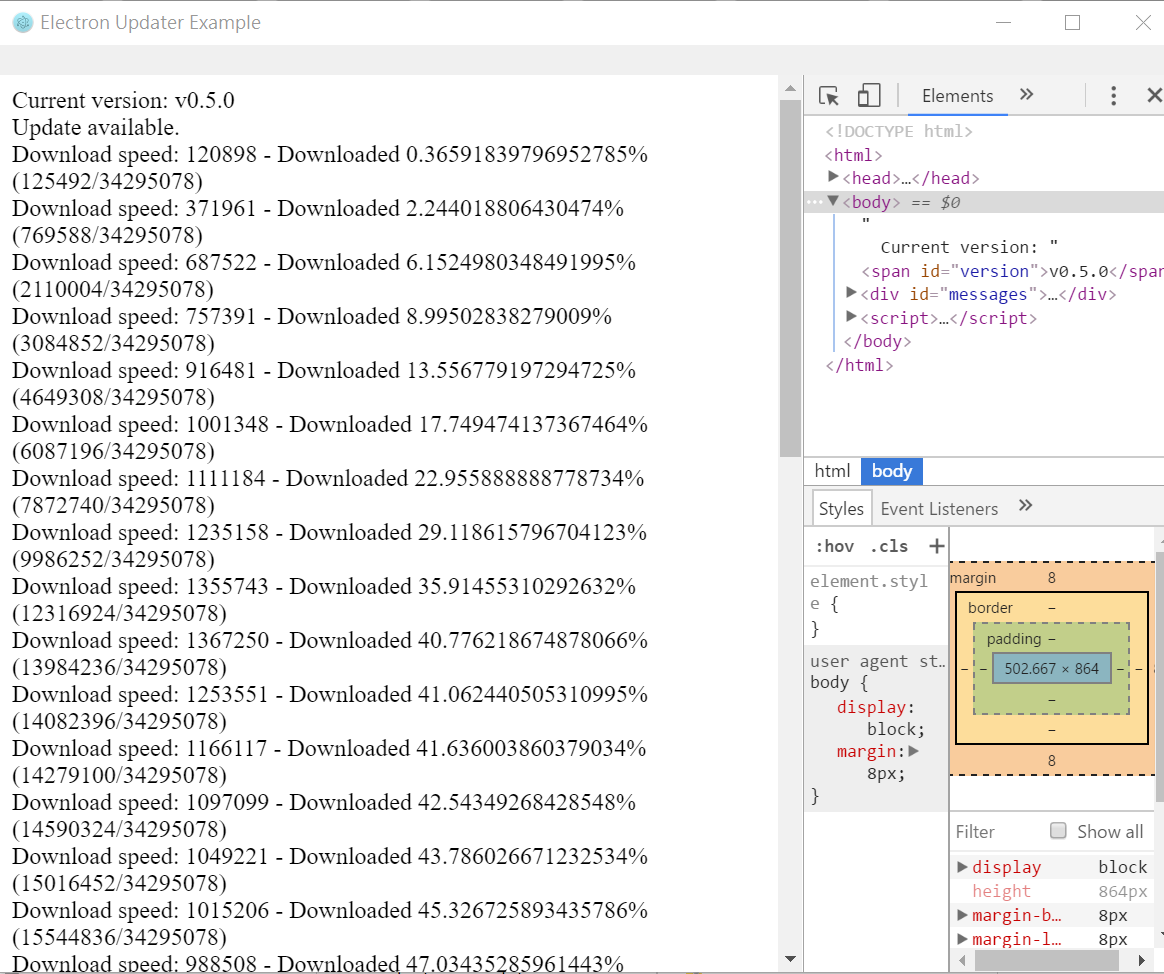 Electron Updater Example
Current version: v0.5.0
Update available.
Download speed: 120898 - Downloaded 0.36591839796952785%
(125492/34295078)
Download speed: 371961 - Downloaded 2.244018806430474%
(769588/34295078)
Download speed: 687522 - Downloaded 6.1524980348491995%
(2110004/34295078)
Download speed: 757391 - Downloaded 8.99502838279009%
(3084852/34295078)
Download speed: 916481 - Downloaded 13.556779197294725%
(4649308/34295078)
Download speed: 1001348 - Downloaded 17.749474137367464%
(6087196/34295078)
Download speed: 1111184 - Downloaded 22.955888888778734%
(7872740/34295078)
Download speed: 1235158 - Downloaded 29.118615796704123%
(9986252/34295078)
Download speed: 1355743 - Downloaded 35.91455310292632%
(12316924/34295078)
Download speed: 1367250 - Downloaded 40.776218674878066%
(13984236/34295078)
Download speed: 1253551 - Downloaded 41.062440505310995%
(14082396/34295078)
Download speed: 1166117 - Downloaded 41.636003860379034%
(14279100/34295078)
Download speed: 1097099 - Downloaded 42.54349268428548%
(14590324/34295078)
Download speed: 1049221 - Downloaded 43.786026671232534%
(15016452/34295078)
Download speed: 1015206 - Downloaded 45.326725893435786%
(15544836/34295078)
Download speed: 988508 - Downloaded 47.03435285961443%
Elements »
<!DOCTYPE html>
<html>
<head>…</head>
<body> == $0
"
Current version: "
<span id="version">v0.5.0</span
<div id="messages">…</div>
<script>…</script>
</body>
</html>
html body
Styles Event Listeners »
:hov .cls +
element.styl
e {
}
user agent st…
body {
display:
block;
margin:
8px;
}
margin 8
border –
padding –
– – 502.667 × 864 – –
–
–
8
Filter Show all
display block
height 864px
margin-b… 8px
margin-l… 8px